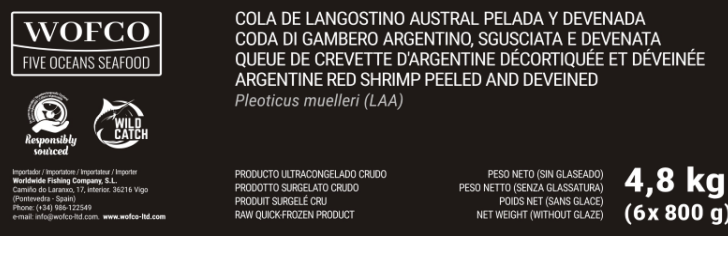 WOFCO
FIVE OCEANS SEAFOOD
COLA DE LANGOSTINO AUSTRAL PELADA Y DEVENADA
CODA DI GAMBERO ARGENTINO, SGUSCIATA E DEVENATA
QUEUE DE CREVETTE D'ARGENTINE DÉCORTIQUÉE ET DÉVEINÉE
ARGENTINE RED SHRIMP PEELED AND DEVEINED
Pleoticus muelleri (LAA)
Responsibly
sourced
WILD
CATCH
Importador / Importatore / Importateur / Importer
Worldwide Fishing Company, S.L.
Camiño do Laranxo, 17, interior. 36216 Vigo
(Pontevedra - Spain)
Phone: (+34) 986-122549
e-mail: info@wofco-ltd.com www.wofco-ltd.com
PRODUCTO ULTRACONGELADO CRUDO
PRODOTTO SURGELATO CRUDO
PRODUIT SURGELÉ CRU
RAW QUICK-FROZEN PRODUCT
PESO NETO (SIN GLASEADO)
PESO NETTO (SENZA GLASSATURA)
POIDS NET (SANS GLACE)
NET WEIGHT (WITHOUT GLAZE)
4,8 kg
(6x 800 g)